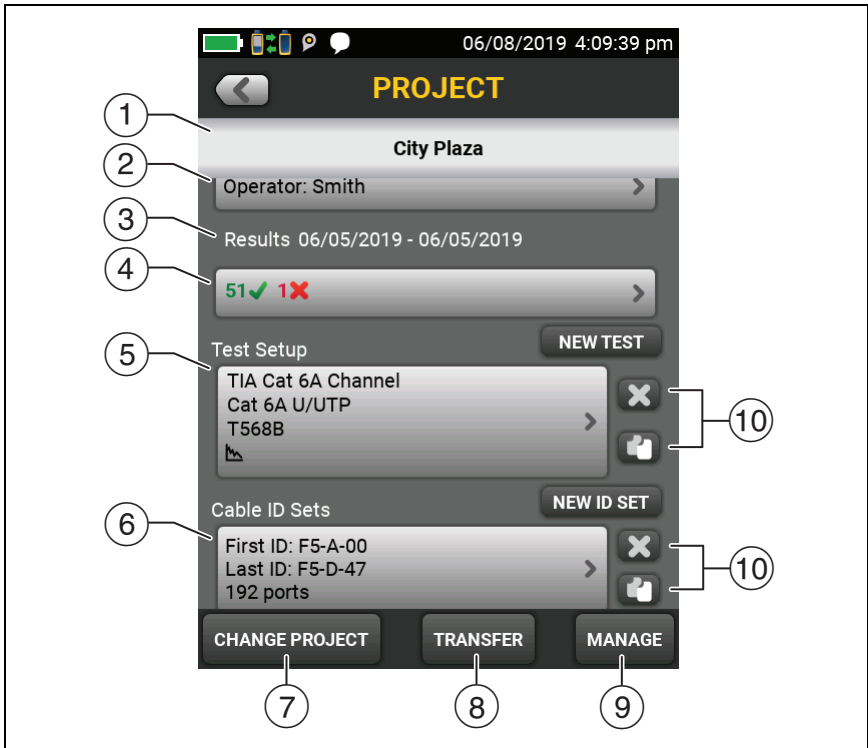 06/08/2019 4:09:39 pm
PROJECT
1
City Plaza
2
Operator: Smith
3
Results 06/05/2019 - 06/05/2019
4
51 1
NEW TEST
5
Test Setup
TIA Cat 6A Channel
Cat 6A U/UTP
T568B
10
NEW ID SET
Cable ID Sets
6
First ID: F5-A-00
Last ID: F5-D-47
192 ports
10
CHANGE PROJECT TRANSFER MANAGE
7 8 9